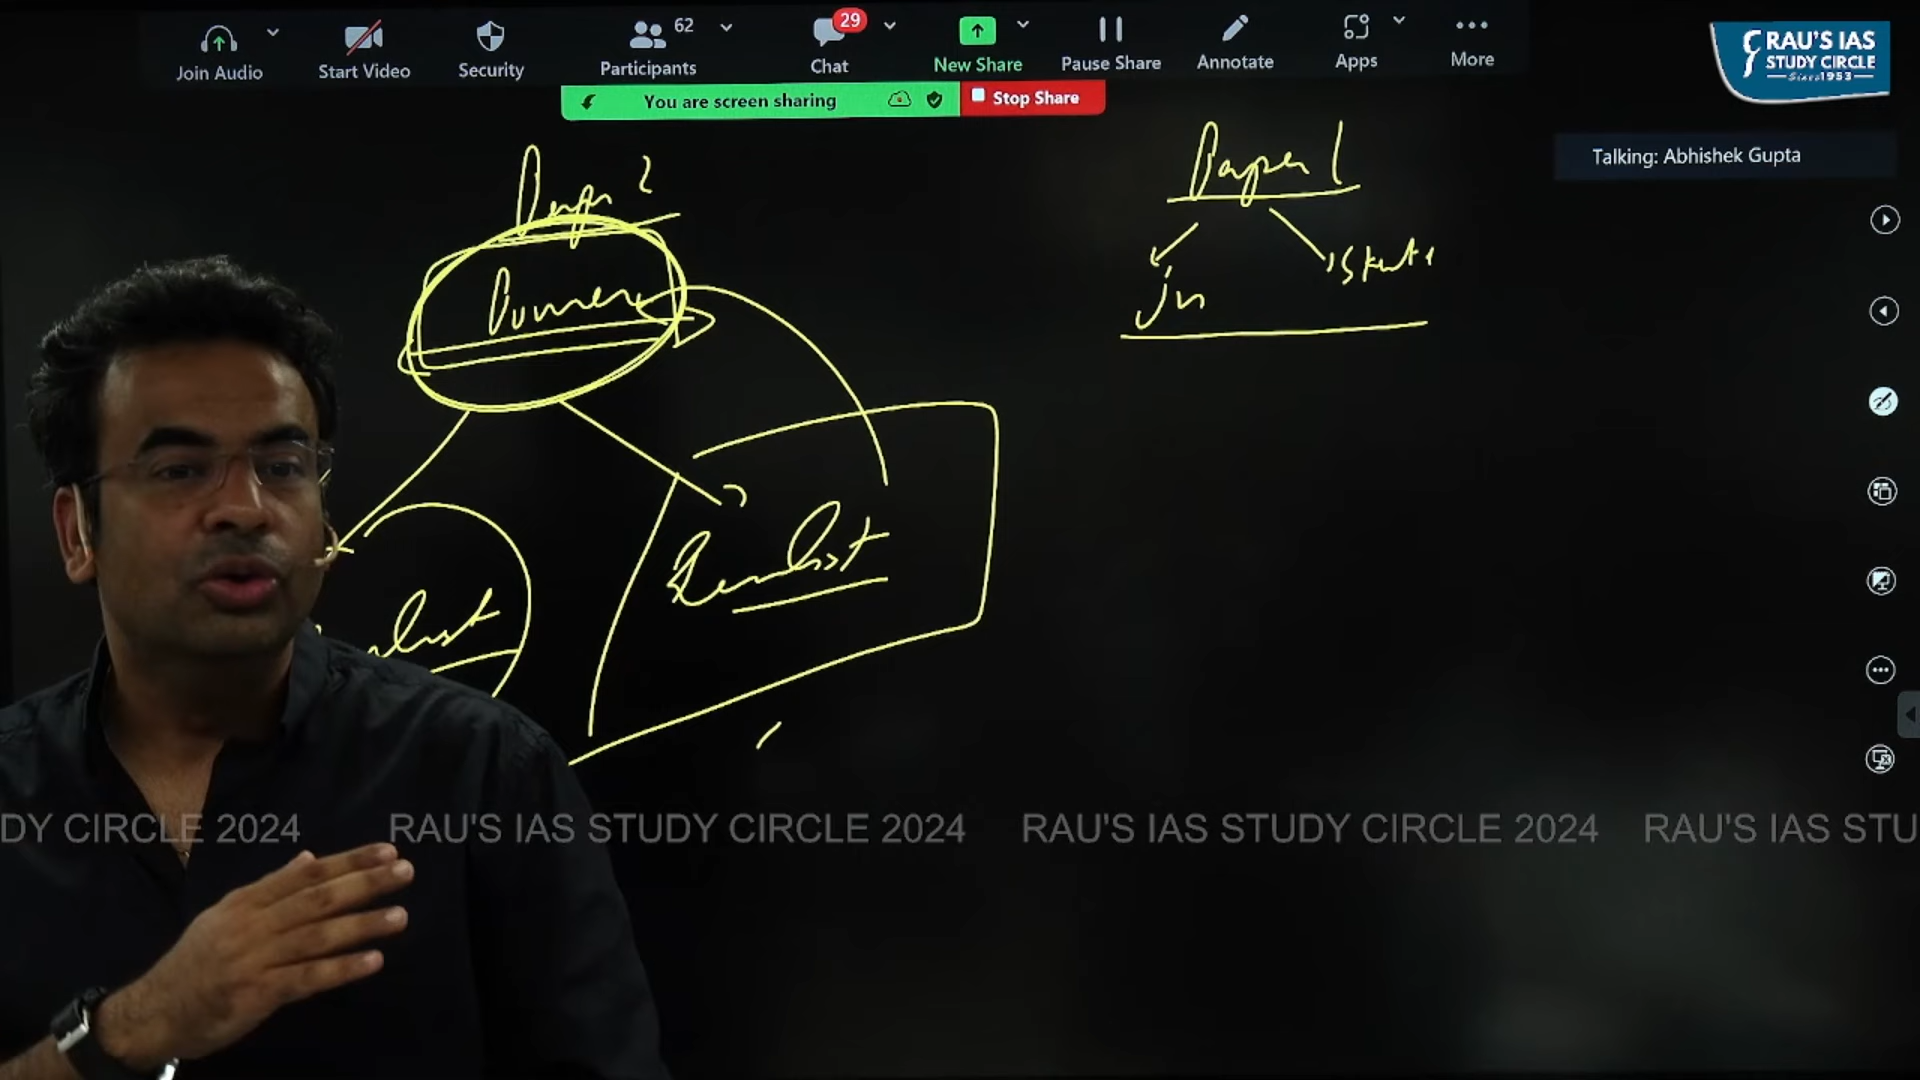 Join Audio
Start Video
Security
62
Participants
29
Chat
New Share
Pause Share
Annotate
Apps
More
You are screen sharing
Stop Share
RAU'S IAS
STUDY CIRCLE
Since 1953
Talking: Abhishek Gupta
Paper 1
Paper 2
DY CIRCLE 2024 RAU'S IAS STUDY CIRCLE 2024 RAU'S IAS STUDY CIRCLE 2024 RAU'S IAS STU